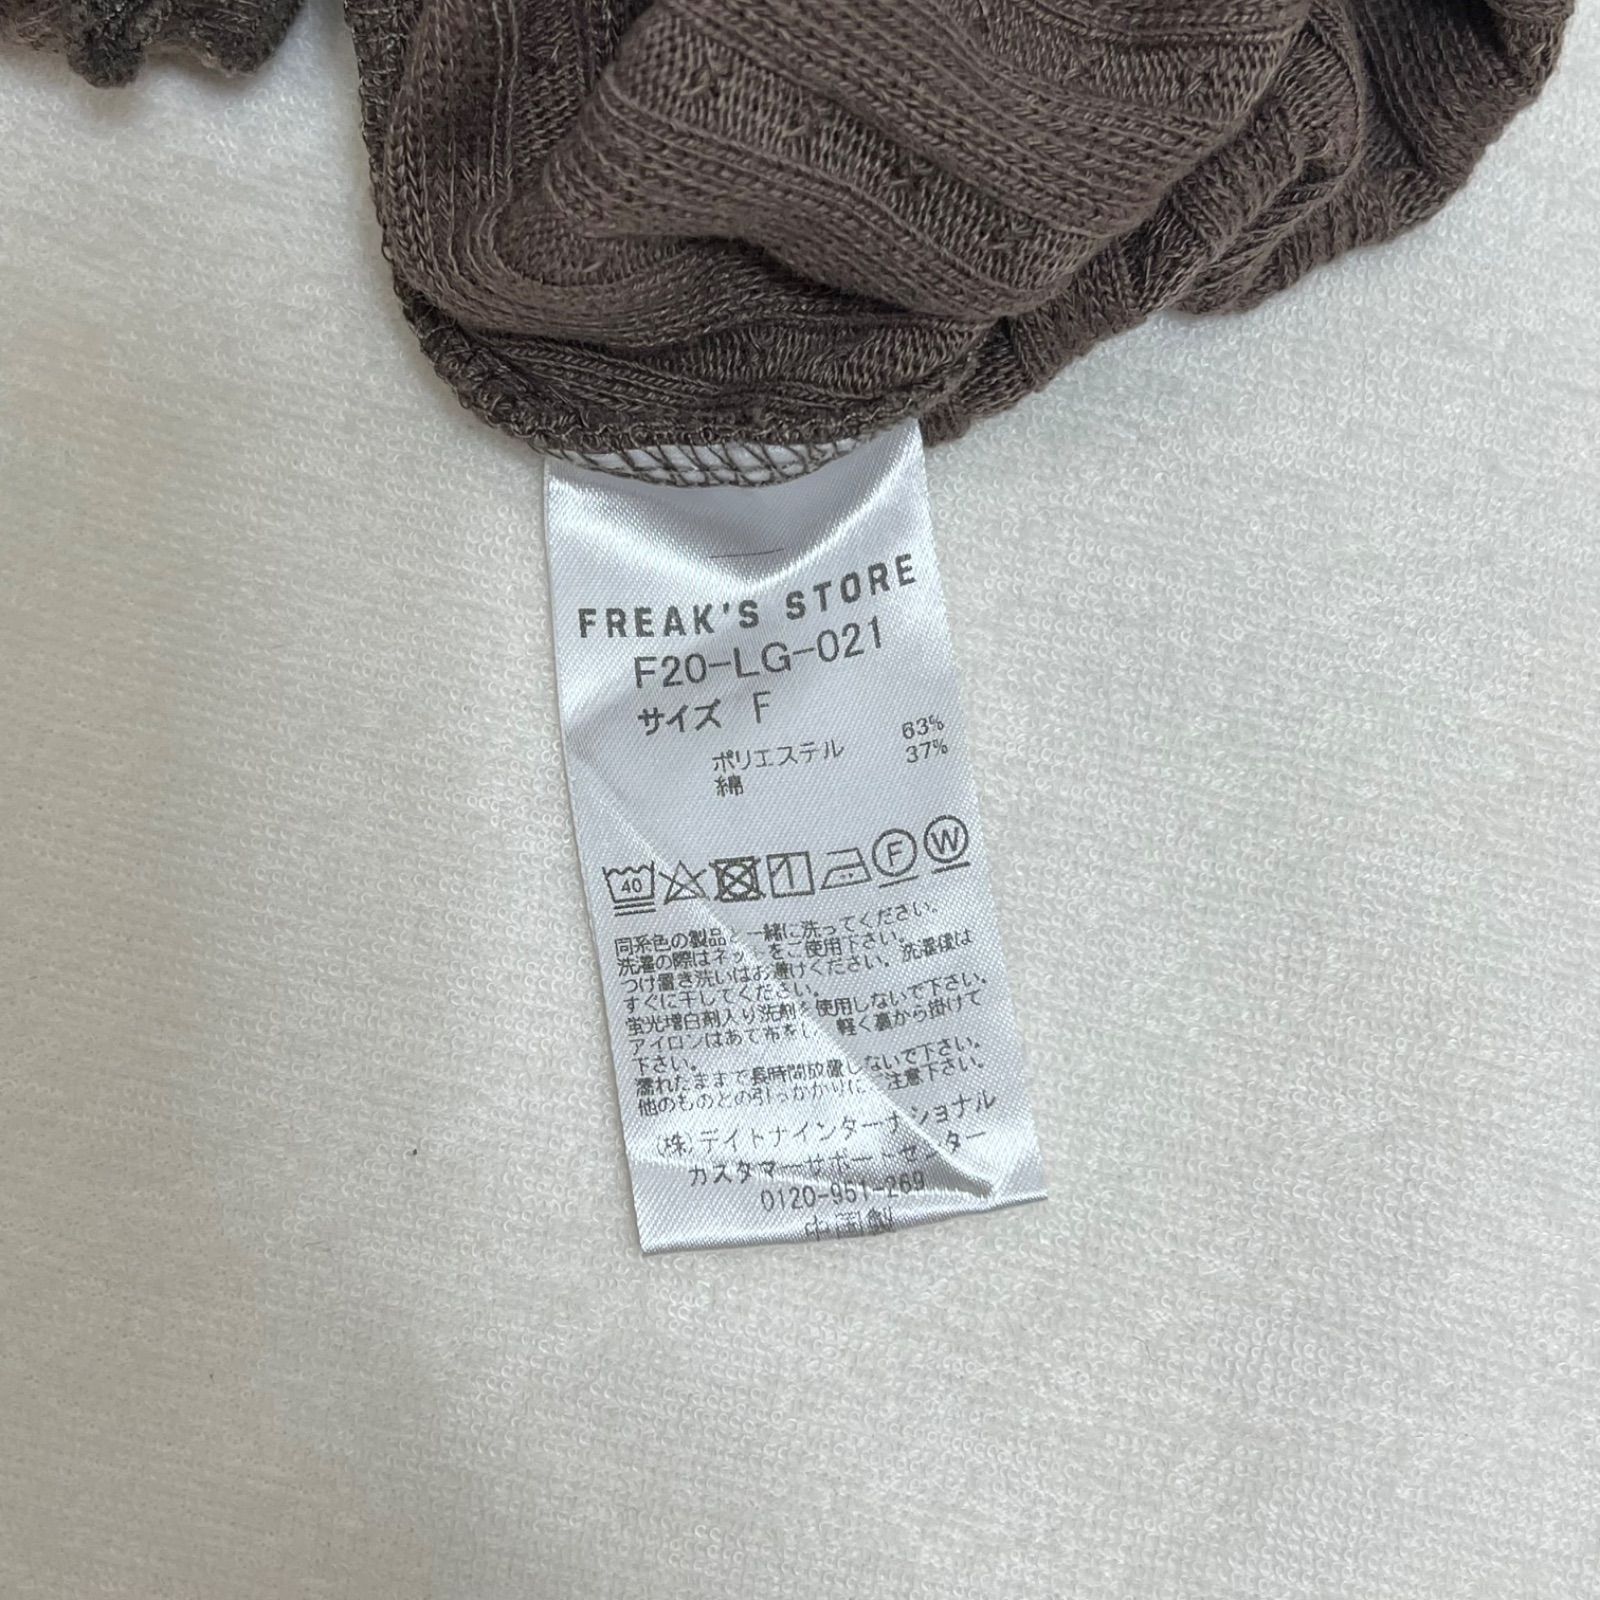 FREAK'S STORE
F20-LG-021
サイズ F
ポリエステル 63%
綿 37%
40 F W
同系色の製品と一緒に洗ってください。
洗濯の際はネットをご使用下さい。
つけ置き洗いはお避けください。洗濯後は
すぐに干してください。
蛍光増白剤入り洗剤を使用しないで下さい。
アイロンはあて布をし、軽く裏から掛けて
下さい。
濡れたままで長時間放置しないで下さい。
他のものとの引っかかりにご注意下さい。
(株)デイトナインターナショナル
カスタマーサポートセンター
0120-951-269
中国製